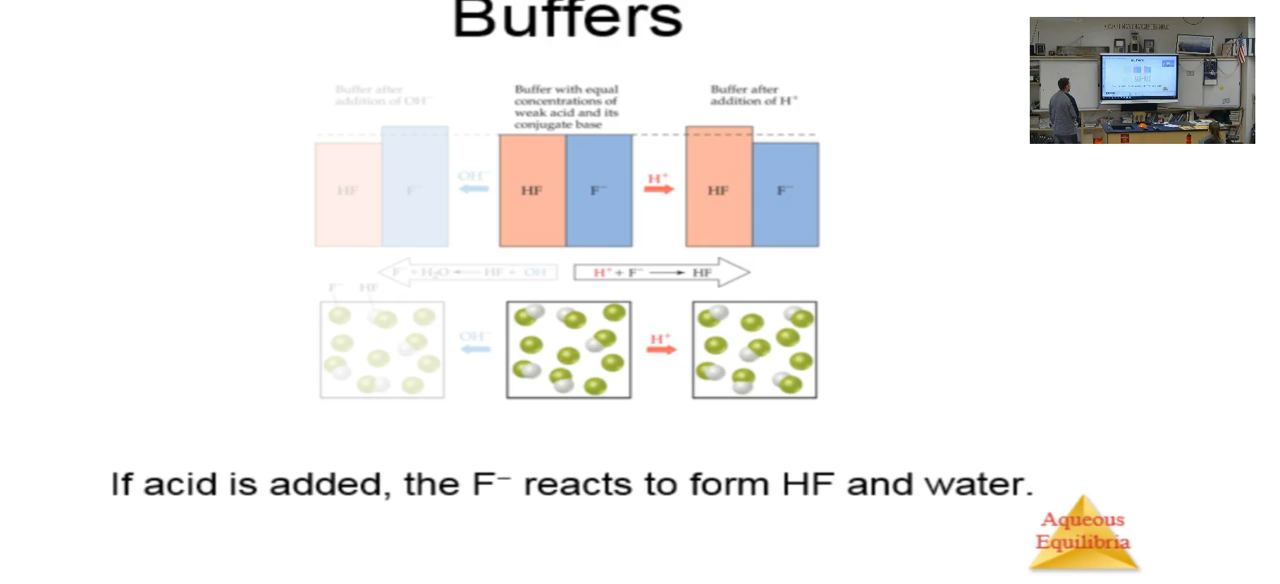 Buffers
Buffer after
addition of OH⁻
Buffer with equal
concentrations of
weak acid and its
conjugate base
Buffer after
addition of H⁺
HF
F⁻
OH⁻
HF
F⁻
H⁺
HF
F⁻
F⁻ + H₂O ← HF + OH⁻
H⁺ + F⁻ → HF
F⁻ HF
OH⁻
H⁺
If acid is added, the F⁻ reacts to form HF and water.
Aqueous
Equilibria